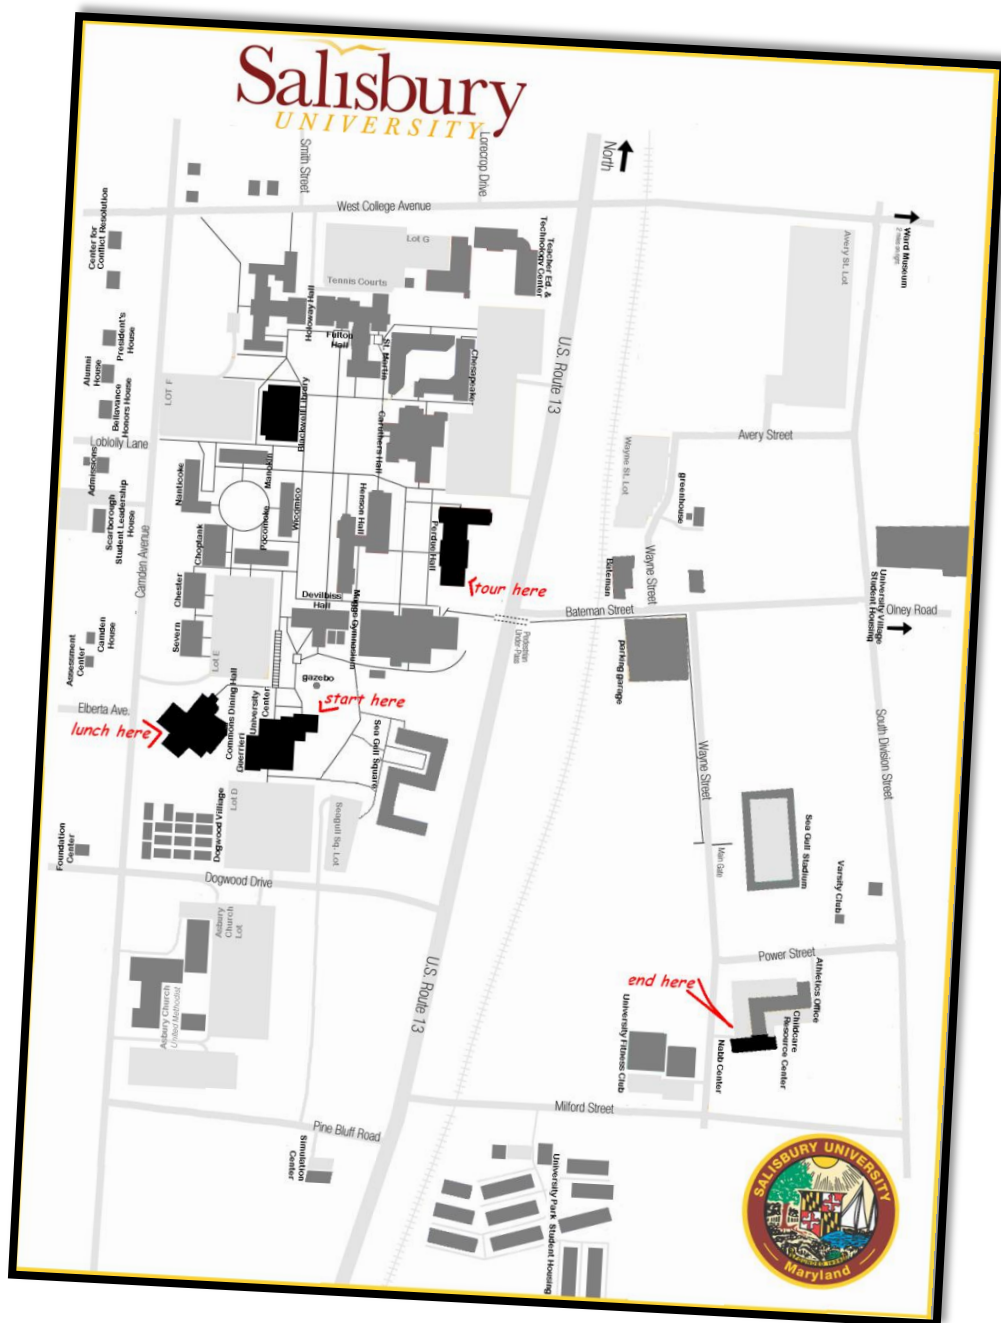 Salisbury
UNIVERSITY
North
Smith Street
Lorecrop Drive
West College Avenue
Ward Museum
Center for
Conflict Resolution
Lot G
Teacher Ed. &
Technology Center
Avery St. Lot
Tennis Courts
Holloway Hall
Fulton
Hall
St. Martin
Chesapeake
President's
House
U.S. Route 13
Alumni
House
Bellavance
Honors House
LOT F
Blackwell Library
Caruthers Hall
Loblolly Lane
Avery Street
Admissions
Wayne St. Lot
Nanticoke
Manokin
Wicomico
Henson Hall
greenhouse
Scarborough
Student Leadership
House
Choptank
Pocomoke
Perdue Hall
Camden Avenue
Wayne Street
Bateman
Chester
tour here
Devilbiss
Hall
Maggs Gymnasium
Bateman Street
University Village
Student Housing
Olney Road
Severn
Lot E
Pedestrian
Under-Pass
parking garage
Camden
House
Assessment
Center
gazebo
Elberta Ave.
Commons Dining Hall
Guerrieri
University
Center
start here
lunch here
Sea Gull Square
Wayne Street
South Division Street
Dogwood Village
Lot D
Seagull Sq. Lot
Sea Gull Stadium
Main Gate
Foundation
Center
Varsity Club
Dogwood Drive
Asbury
Church
Lot
Power Street
U.S. Route 13
end here
Athletics Office
Asbury Church
United Methodist
University Fitness Club
Nabb Center
Childcare
Resource Center
Milford Street
Pine Bluff Road
Simulation
Center
University Park Student Housing
SALISBURY UNIVERSITY
Maryland